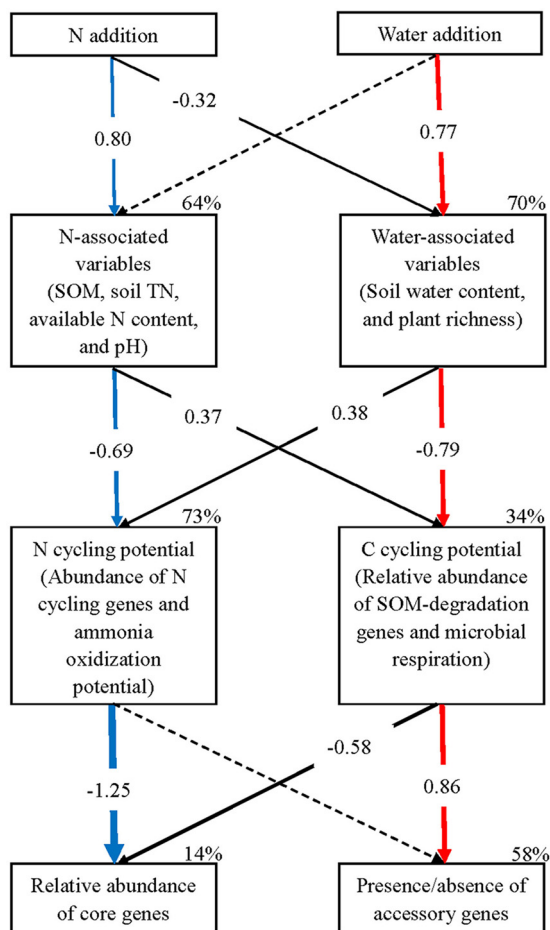 N addition
Water addition
-0.32
0.80
0.77
64%
70%
N-associated
variables
(SOM, soil TN,
available N content,
and pH)
Water-associated
variables
(Soil water content,
and plant richness)
0.37
0.38
-0.69
-0.79
73%
34%
N cycling potential
(Abundance of N
cycling genes and
ammonia
oxidization
potential)
C cycling potential
(Relative abundance
of SOM-degradation
genes and microbial
respiration)
-0.58
-1.25
0.86
14%
58%
Relative abundance
of core genes
Presence/absence of
accessory genes